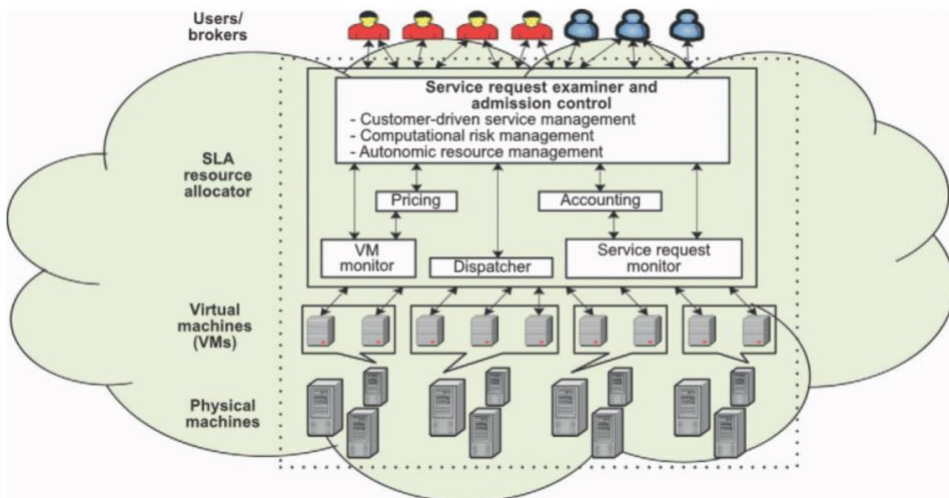 Users/
brokers
Service request examiner and
admission control
- Customer-driven service management
- Computational risk management
- Autonomic resource management
SLA
resource
allocator
Pricing
Accounting
VM
monitor
Dispatcher
Service request
monitor
Virtual
machines
(VMs)
Physical
machines